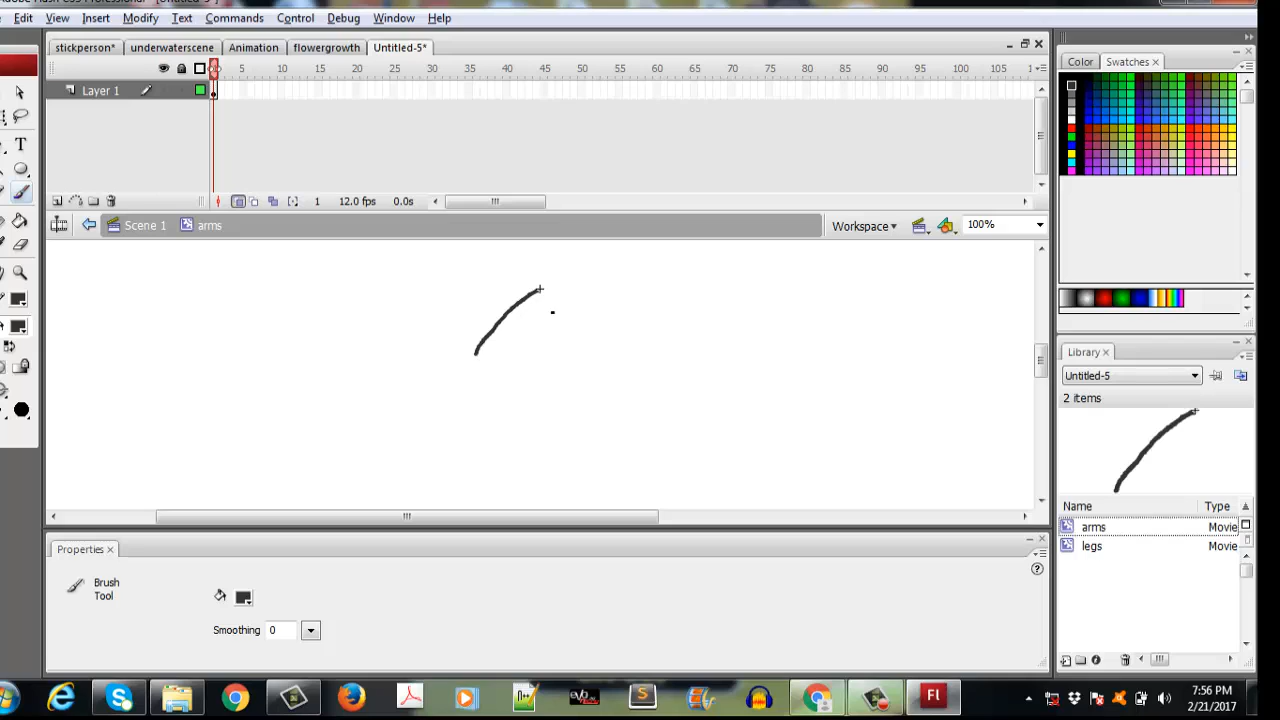 Edit View Insert Modify Text Commands Control Debug Window Help
stickperson* underwaterscene Animation flowergrowth Untitled-5*
5 10 15 20 25 30 35 40 45 50 55 60 65 70 75 80 85 90 95 100 105 1
Layer 1
1 12.0 fps 0.0s
Scene 1 arms Workspace 100%
Color Swatches
Library
Untitled-5
2 items
Name Type
arms Movie
legs Movie
Properties
Brush
Tool
Smoothing 0
Fl
7:56 PM
2/21/2017